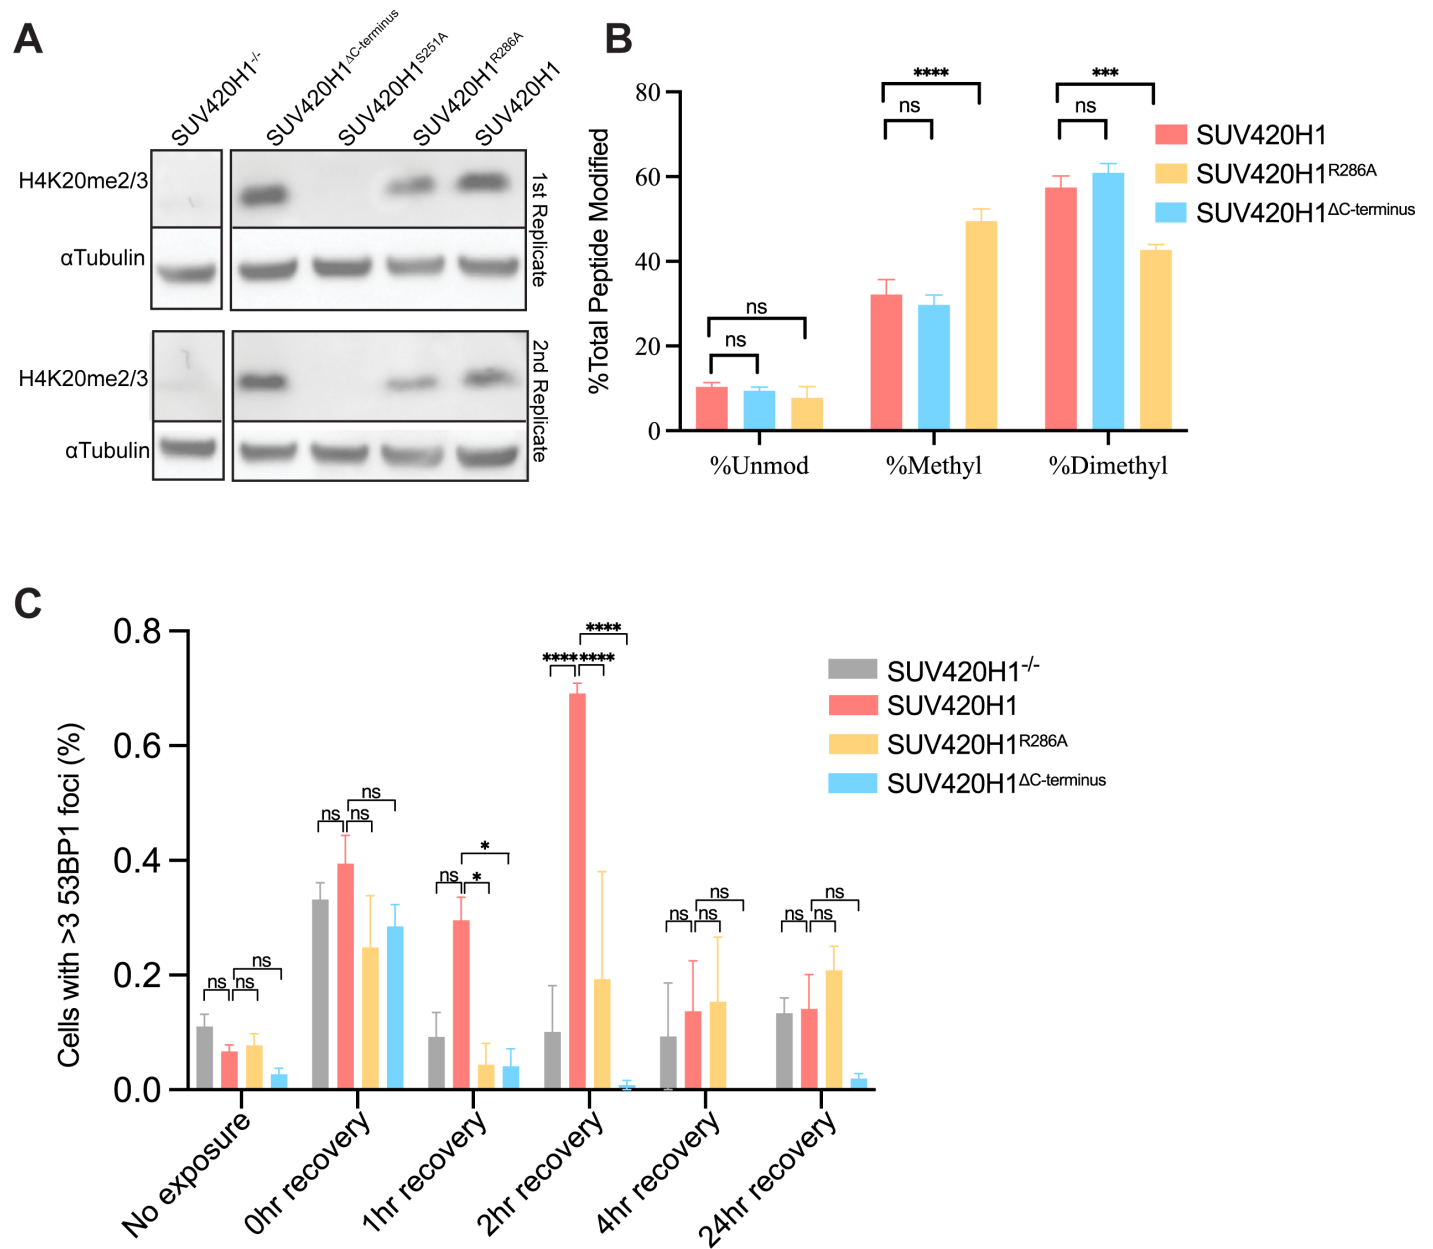 A
SUV420H1-/-
SUV420H1ΔC-terminus
SUV420H1S251A
SUV420H1R286A
SUV420H1
H4K20me2/3
αTubulin
1st Replicate
H4K20me2/3
αTubulin
2nd Replicate
B
%Total Peptide Modified
80
60
40
20
0
ns
ns
ns
****
ns
***
%Unmod
%Methyl
%Dimethyl
SUV420H1
SUV420H1R286A
SUV420H1ΔC-terminus
C
Cells with >3 53BP1 foci (%)
0.8
0.6
0.4
0.2
0.0
ns
ns ns
ns
ns ns
*
ns *
****
**** ****
ns
ns ns
ns
ns ns
No exposure
0hr recovery
1hr recovery
2hr recovery
4hr recovery
24hr recovery
SUV420H1-/-
SUV420H1
SUV420H1R286A
SUV420H1ΔC-terminus